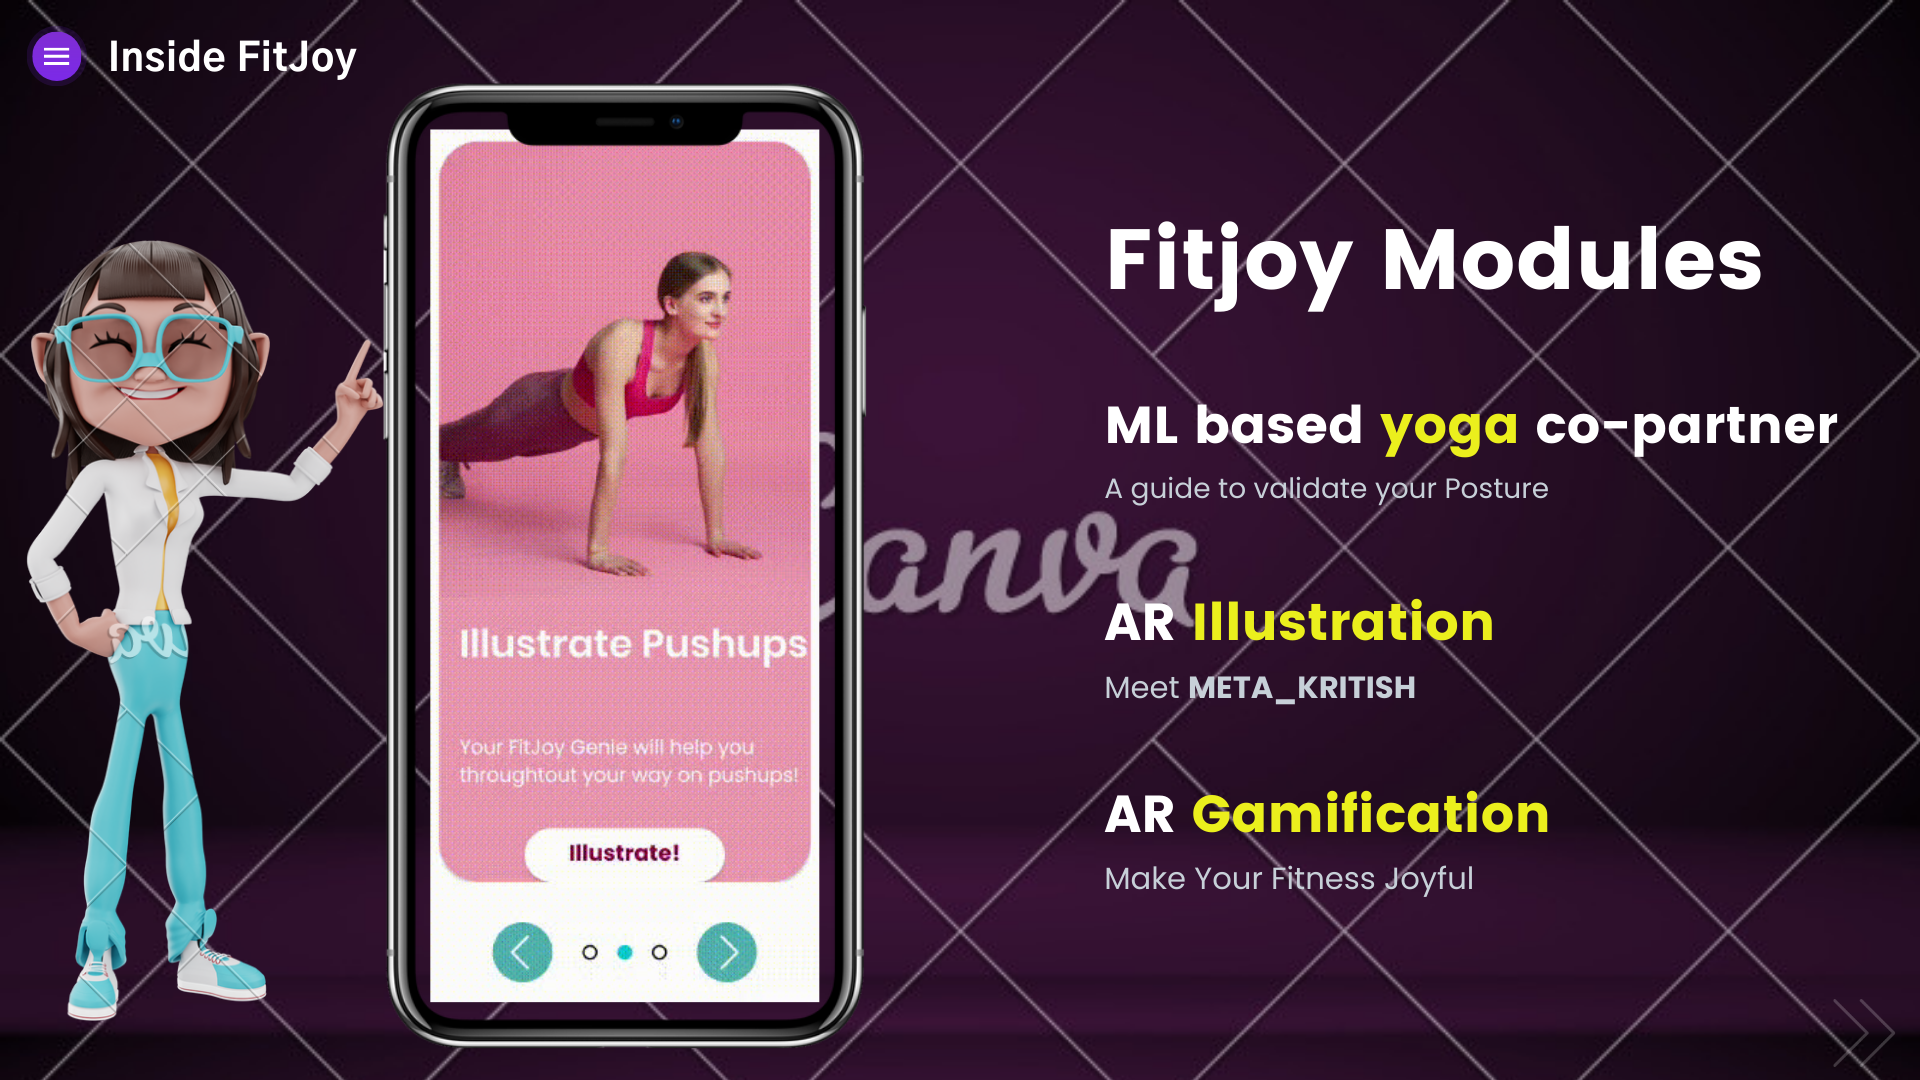 Inside FitJoy
Illustrate Pushups
Your FitJoy Genie will help you
throughtout your way on pushups!
Illustrate!
Fitjoy Modules
ML based yoga co-partner
A guide to validate your Posture
AR Illustration
Meet META_KRITISH
AR Gamification
Make Your Fitness Joyful
Canva